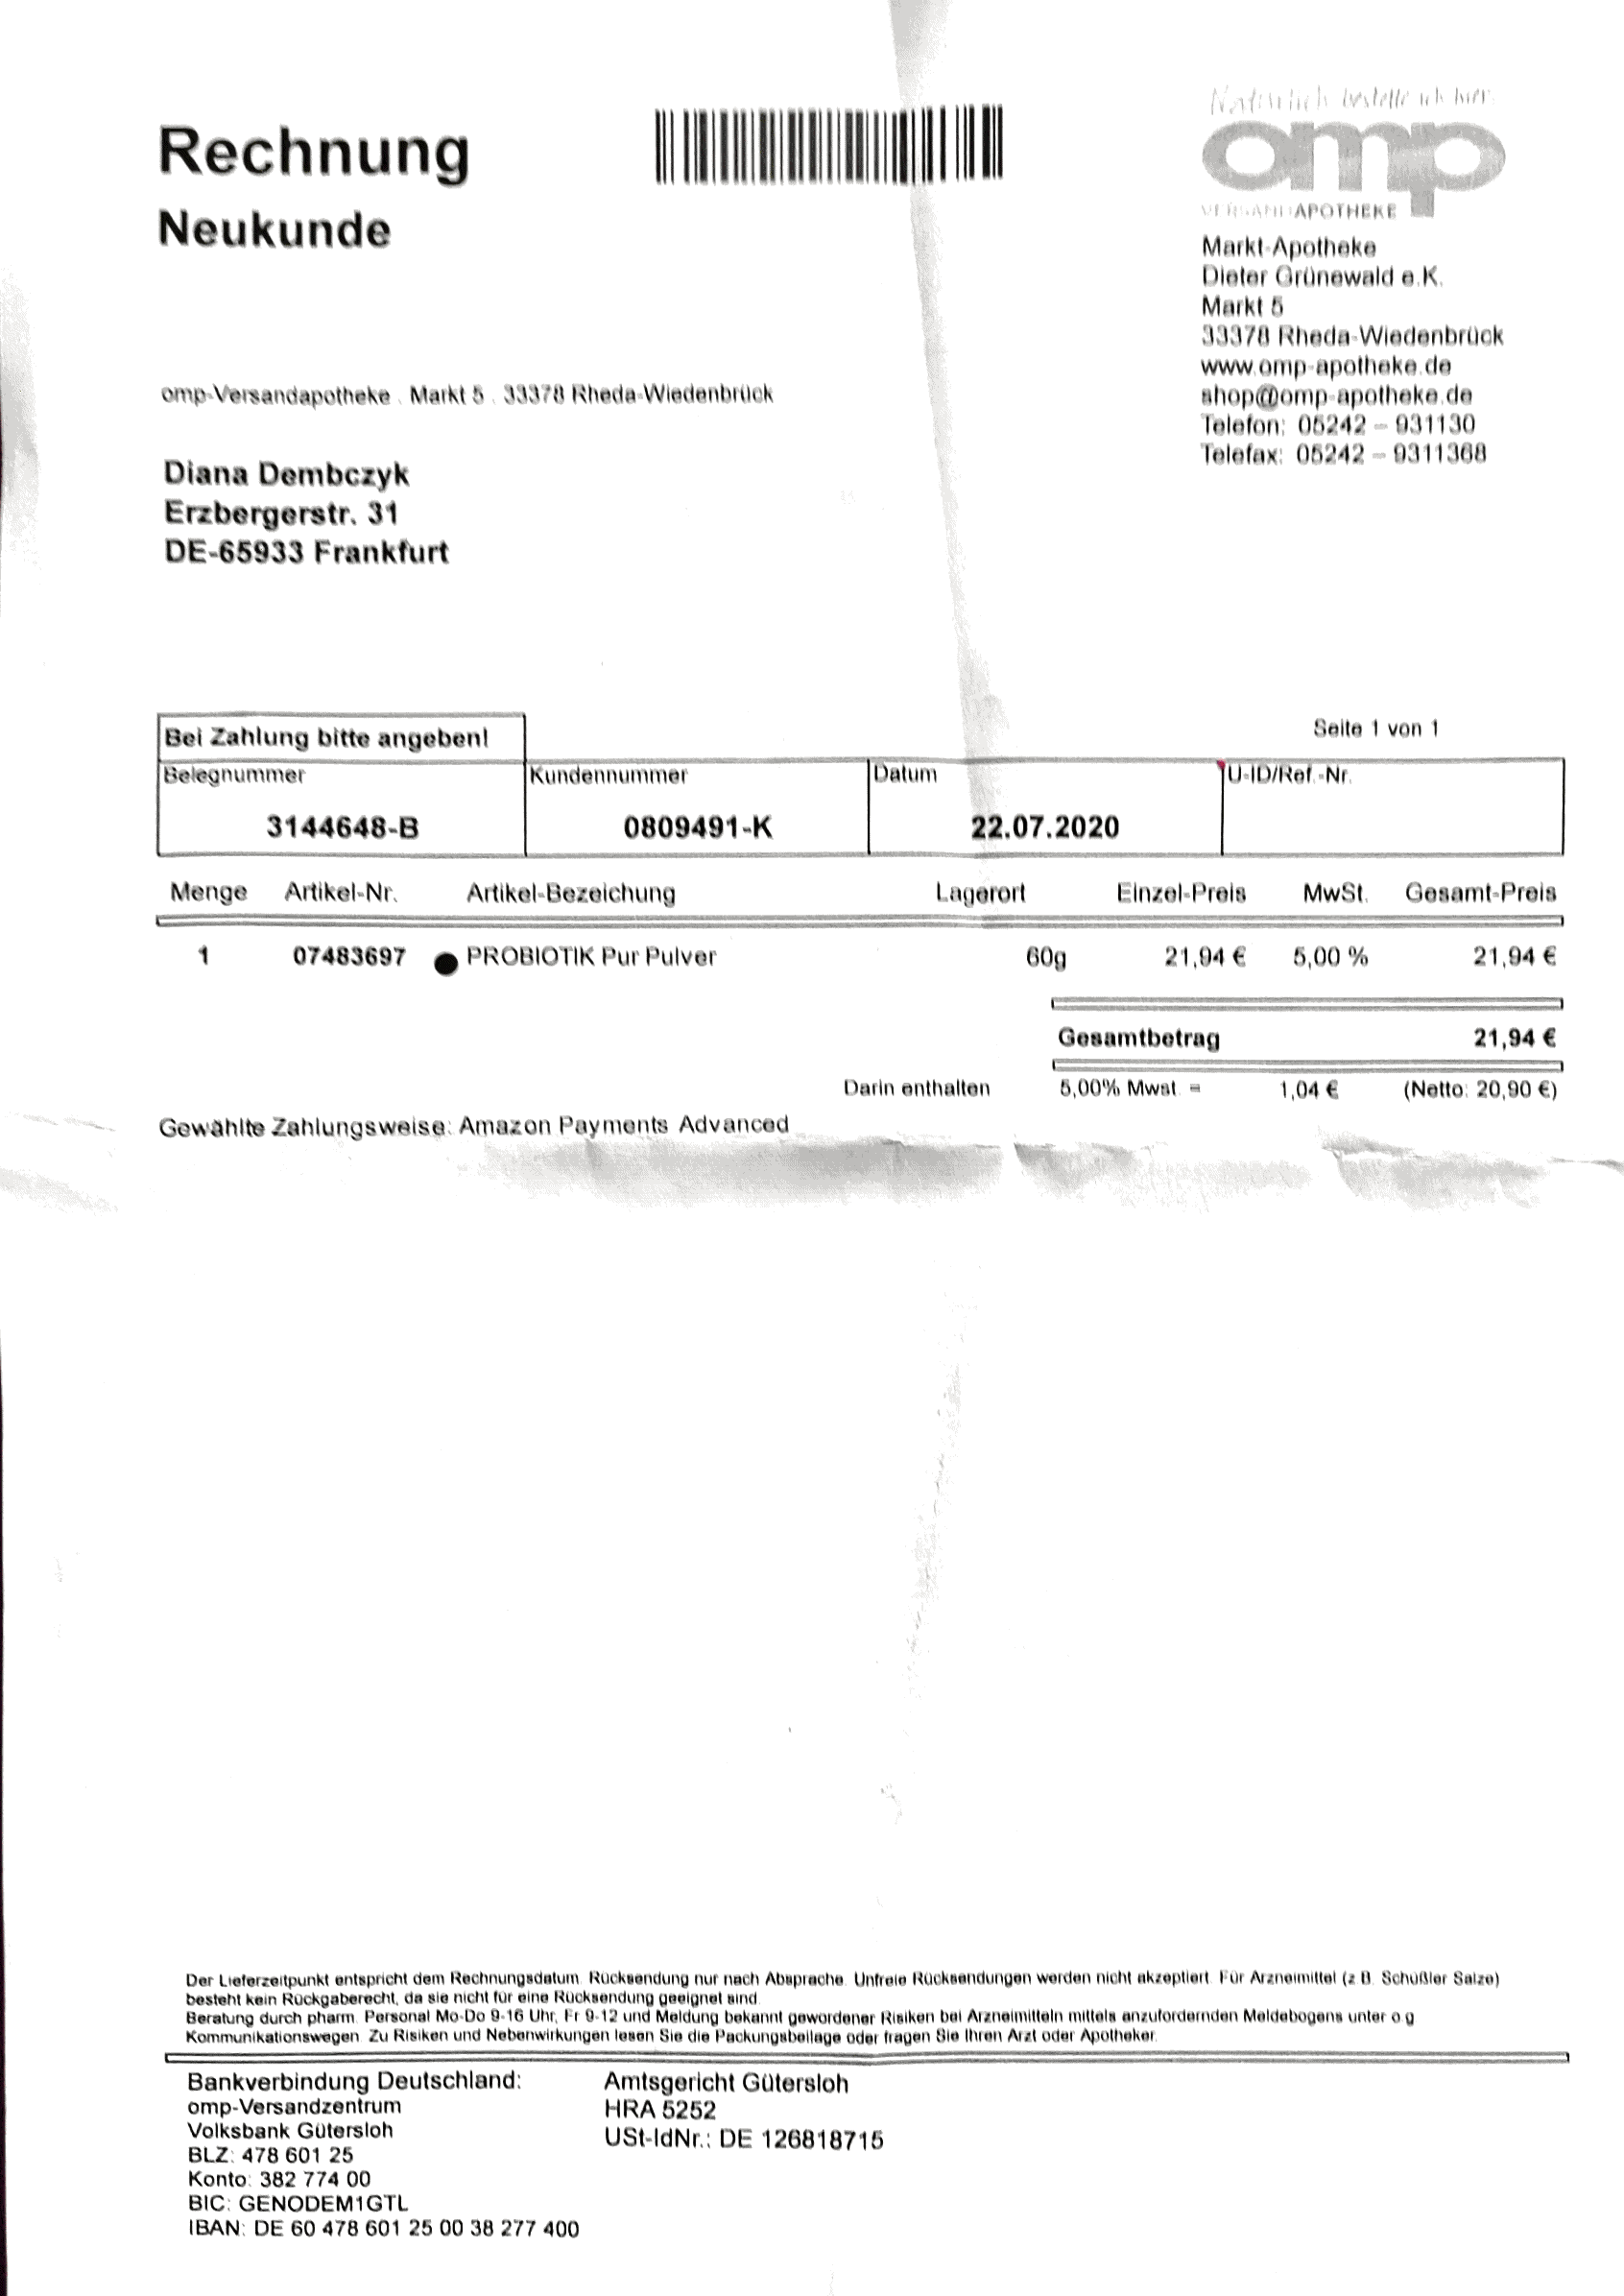 Natürlich bestelle ich hier.
Rechnung
omp
Neukunde
VERSANDAPOTHEKE
Markt-Apotheke
Dieter Grünewald e.K.
Markt 5
33378 Rheda-Wiedenbrück
www.omp-apotheke.de
shop@omp-apotheke.de
Telefon: 05242 – 931130
Telefax: 05242 – 9311368
omp-Versandapotheke . Markt 5 . 33378 Rheda-Wiedenbrück
Diana Dembczyk
Erzbergerstr. 31
DE-65933 Frankfurt
Seite 1 von 1
Bei Zahlung bitte angeben!
Belegnummer Kundennummer Datum U-ID/Ref.-Nr.
3144648-B 0809491-K 22.07.2020
Menge Artikel-Nr. Artikel-Bezeichung Lagerort Einzel-Preis MwSt. Gesamt-Preis
1 07483697 PROBIOTIK Pur Pulver 60g 21,94 € 5,00 % 21,94 €
Gesamtbetrag 21,94 €
Darin enthalten 5,00% Mwst. = 1,04 € (Netto: 20,90 €)
Gewählte Zahlungsweise: Amazon Payments Advanced
Der Lieferzeitpunkt entspricht dem Rechnungsdatum. Rücksendung nur nach Absprache. Unfreie Rücksendungen werden nicht akzeptiert. Für Arzneimittel (z.B. Schüßler Salze)
besteht kein Rückgaberecht, da sie nicht für eine Rücksendung geeignet sind.
Beratung durch pharm. Personal Mo-Do 9-16 Uhr, Fr 9-12 und Meldung bekannt gewordener Risiken bei Arzneimitteln mittels anzufordernden Meldebogens unter o.g.
Kommunikationswegen. Zu Risiken und Nebenwirkungen lesen Sie die Packungsbeilage oder fragen Sie Ihren Arzt oder Apotheker.
Bankverbindung Deutschland:
omp-Versandzentrum
Volksbank Gütersloh
BLZ: 478 601 25
Konto: 382 774 00
BIC: GENODEM1GTL
IBAN: DE 60 478 601 25 00 38 277 400
Amtsgericht Gütersloh
HRA 5252
USt-IdNr.: DE 126818715